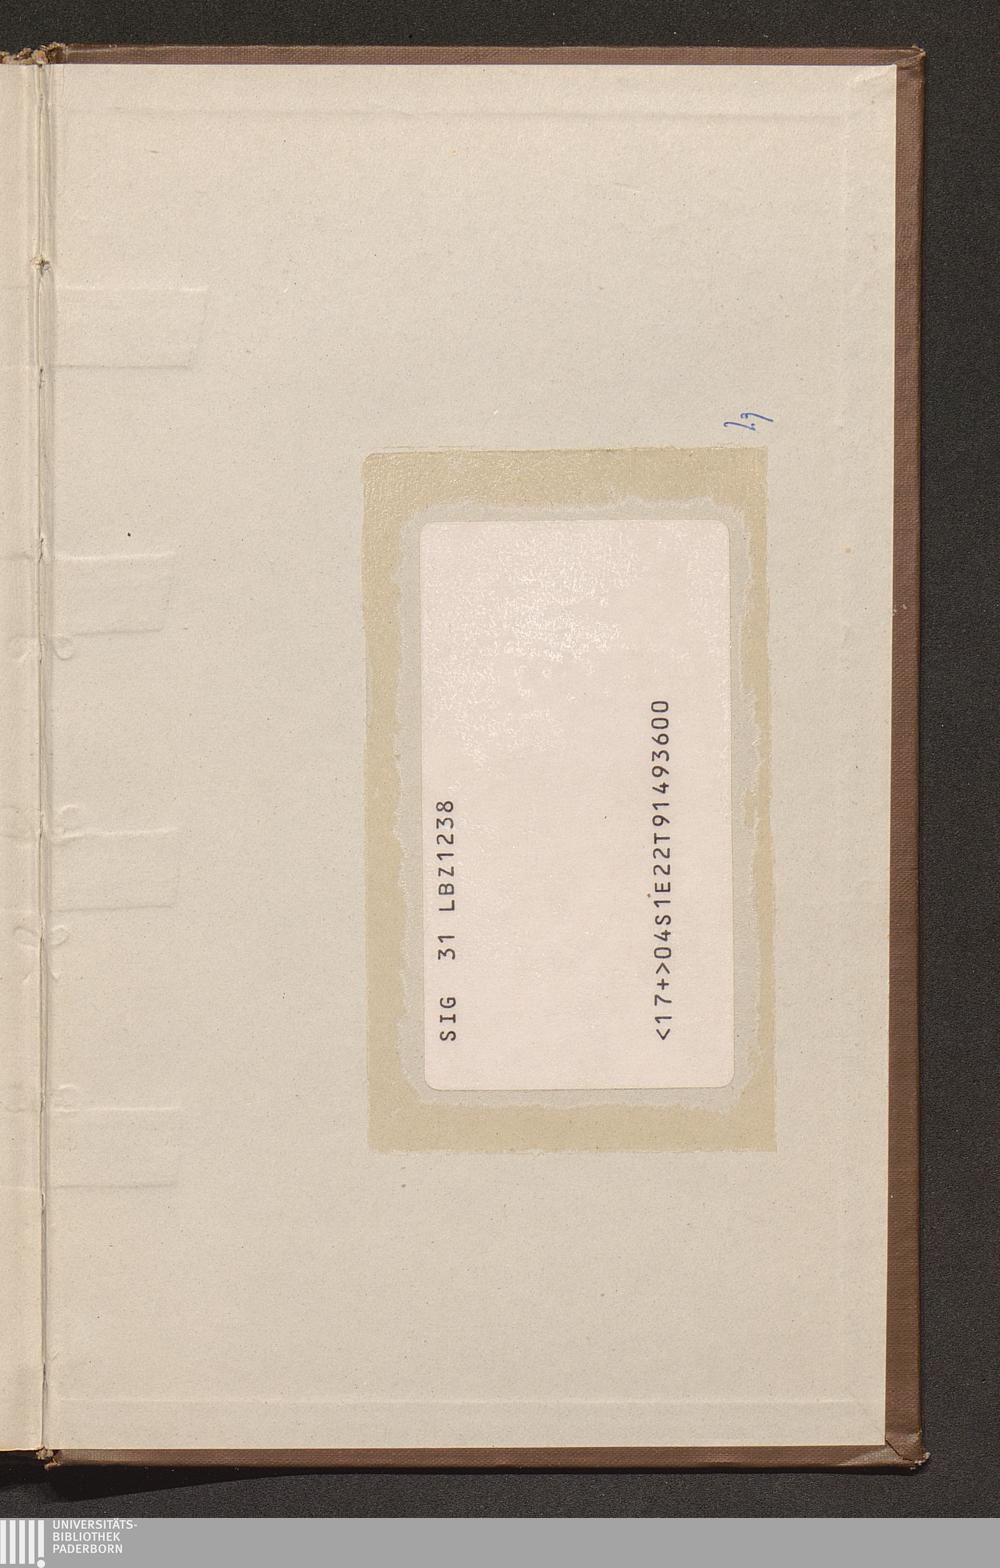 SIG 31 LBZ1238
<17+>04S1E22T91493600
UNIVERSITÄTS-
BIBLIOTHEK
PADERBORN